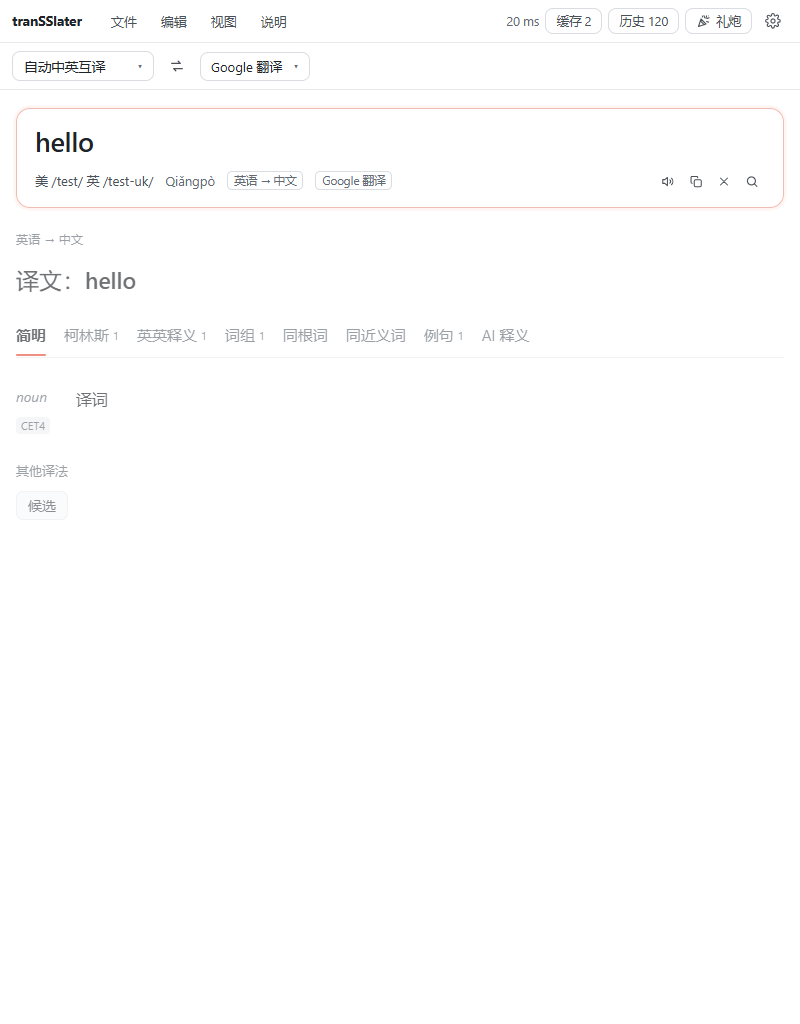 tranSSlater 文件 编辑 视图 说明 20 ms 缓存 2 历史 120 礼炮
自动中英互译 Google 翻译
hello
美 /test/ 英 /test-uk/ Qiǎngpò 英语 → 中文 Google 翻译
英语 → 中文
译文：hello
简明 柯林斯 1 英英释义 1 词组 1 同根词 同近义词 例句 1 AI 释义
noun 译词
CET4
其他译法
候选